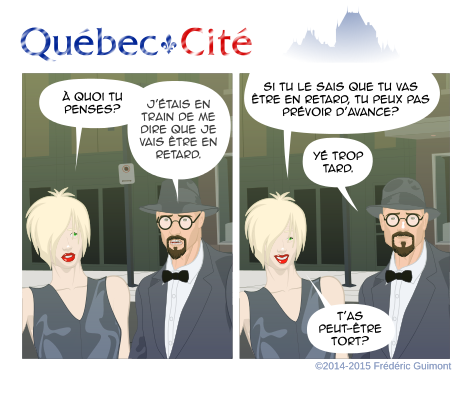 Québec Cité
À QUOI TU
PENSES?
J'ÉTAIS EN
TRAIN DE ME
DIRE QUE JE
VAIS ÊTRE EN
RETARD.
SI TU LE SAIS QUE TU VAS
ÊTRE EN RETARD, TU PEUX PAS
PRÉVOIR D'AVANCE?
YÉ TROP
TARD.
T'AS
PEUT-ÊTRE
TORT?
©2014-2015 Frédéric Guimont